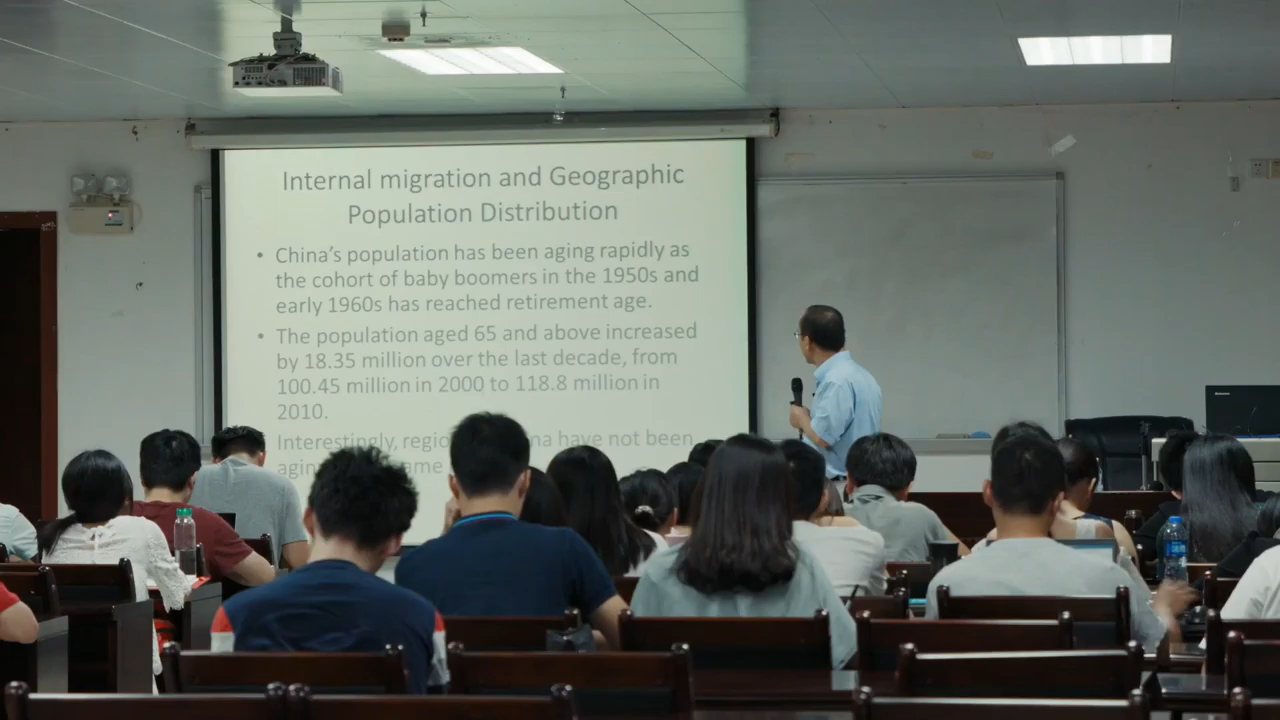 Internal migration and Geographic
Population Distribution
• China's population has been aging rapidly as
the cohort of baby boomers in the 1950s and
early 1960s has reached retirement age.
• The population aged 65 and above increased
by 18.35 million over the last decade, from
100.45 million in 2000 to 118.8 million in
2010.
Interestingly, have not been